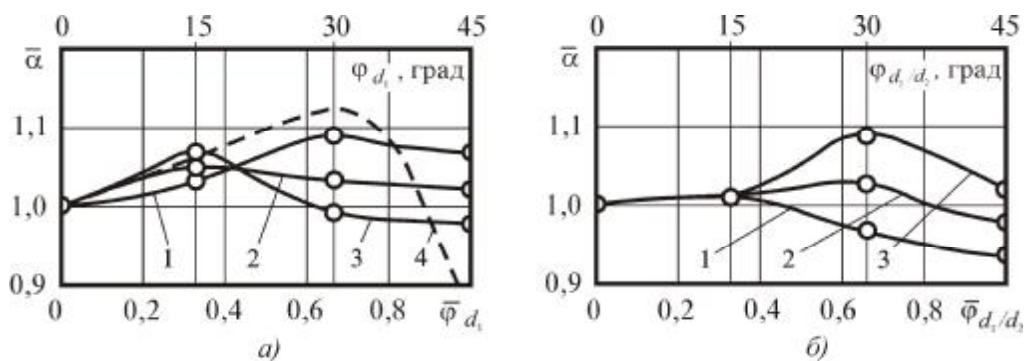 0 15 30 45 0 15 30 45
ᾱ φ d₁ , град ᾱ φ d₁/d₂ , град
1,1 1,1
1,0 1,0
1 2 3 4 1 2 3
0,9 0,9
0 0,2 0,4 0,6 0,8 φ̄ d₁ 0 0,2 0,4 0,6 0,8 φ̄ d₁/d₂
а) б)